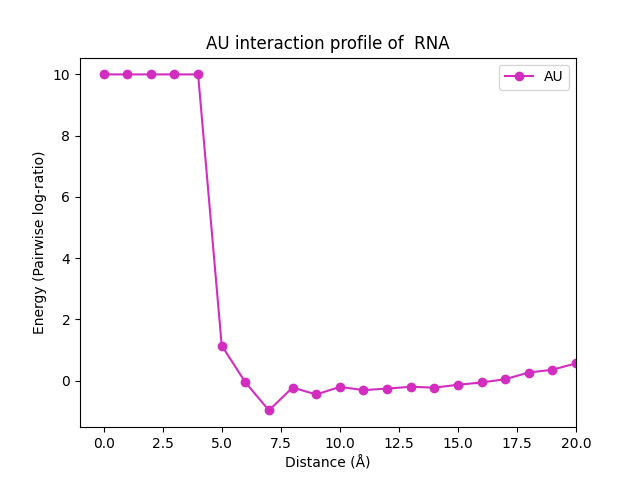 AU interaction profile of  RNA
AU
Energy (Pairwise log-ratio)
10
8
6
4
2
0
0.0 2.5 5.0 7.5 10.0 12.5 15.0 17.5 20.0
Distance (Å)